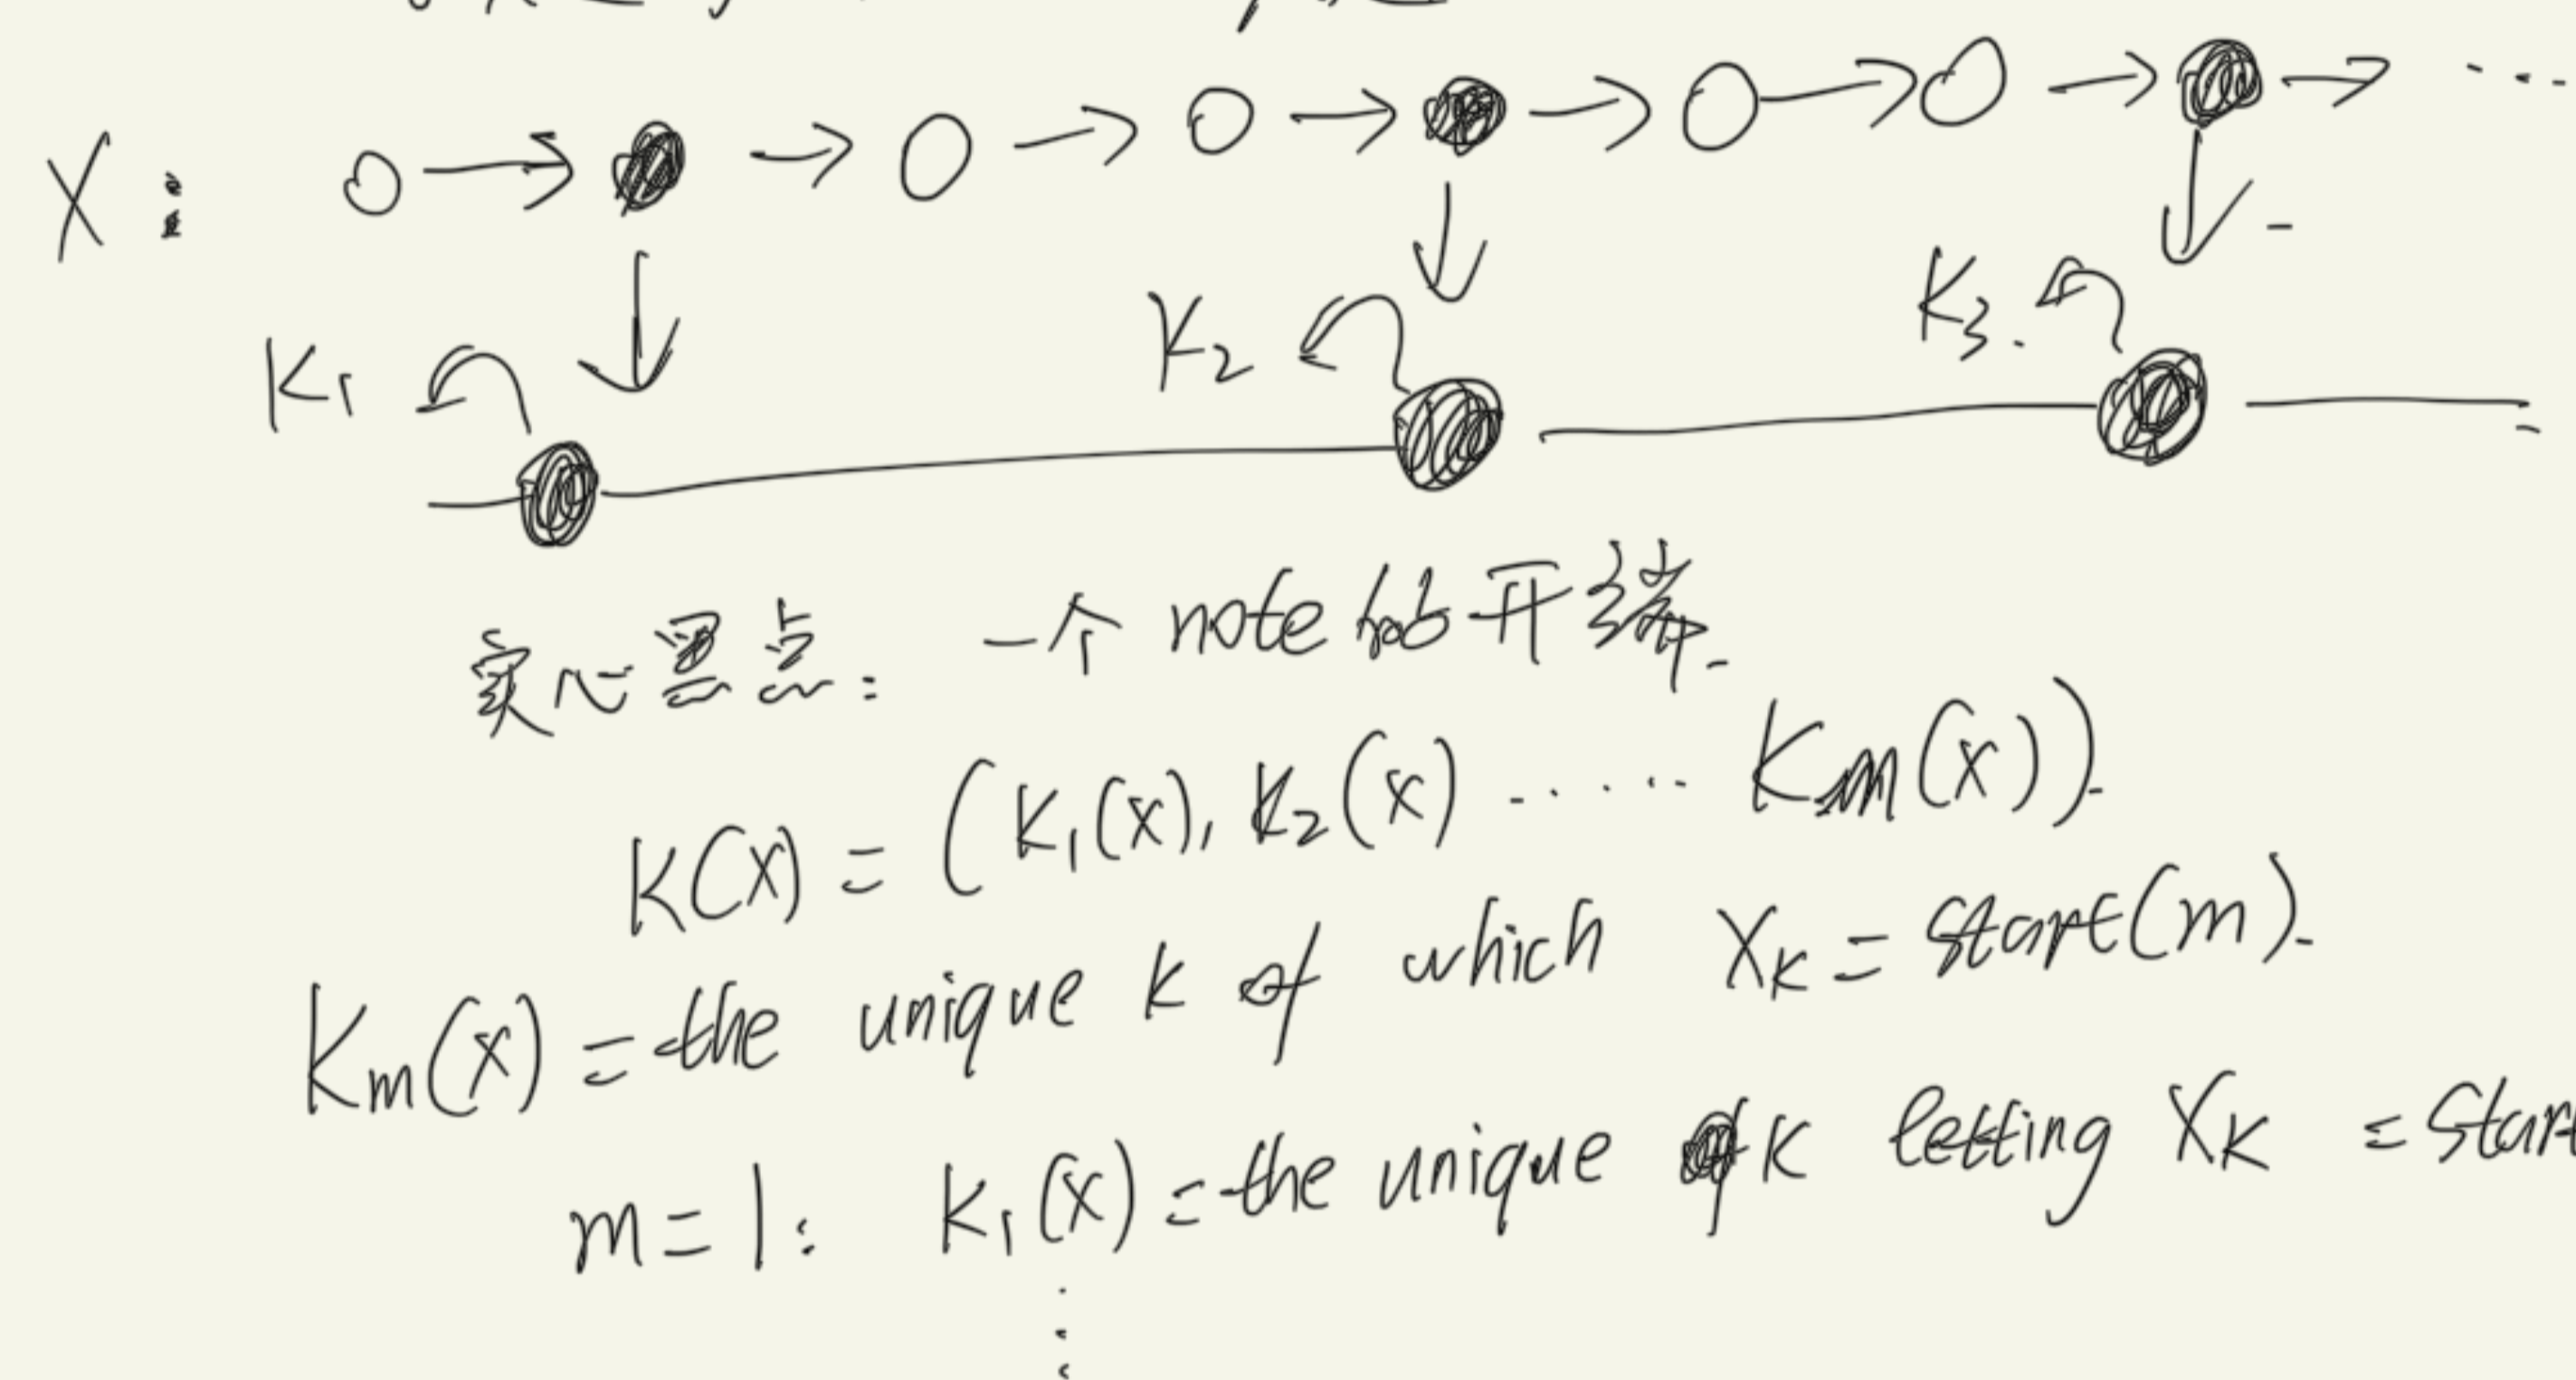 X:
K1 K2 K3.
实心黑点: 一个 note 的开端.
K(X) = (K1(x), K2(x) ..... Km(x)).
Km(x) = the unique k of which XK = start(m).
m=1: K1(x) = the unique K letting XK = Star